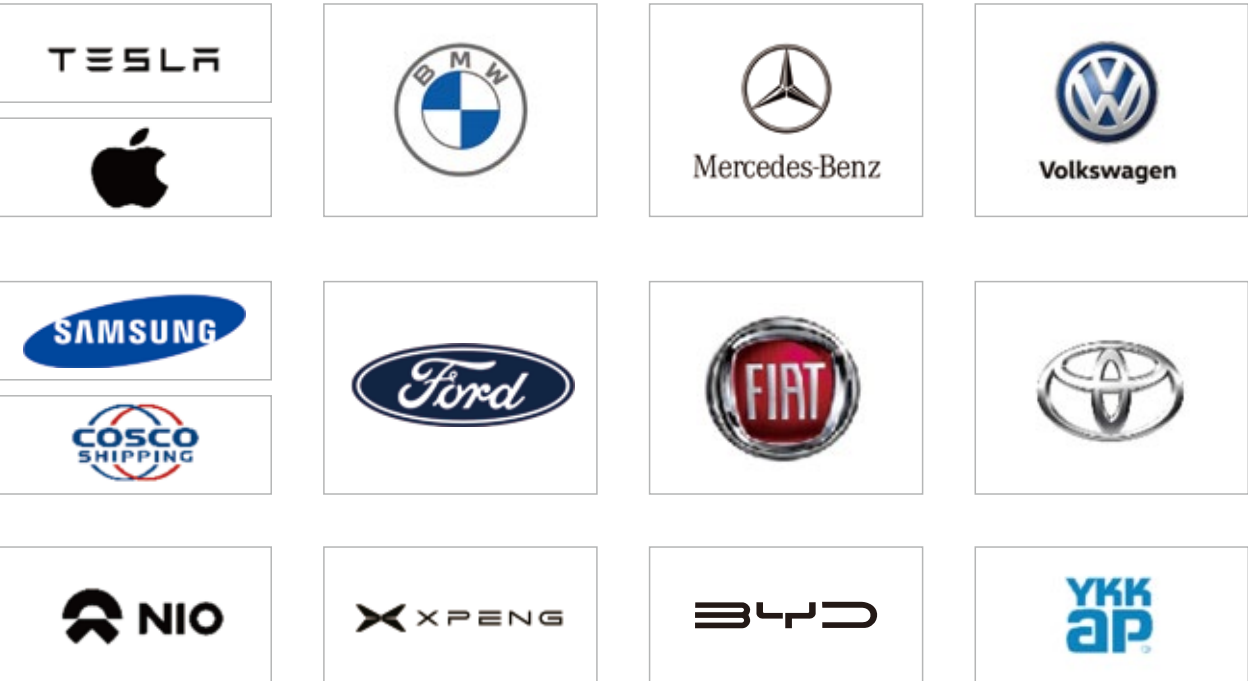 TESLA
BMW
Mercedes-Benz
Volkswagen
SAMSUNG
COSCO
SHIPPING
Ford
FIAT
NIO
XPENG
BYD
YKK
ap